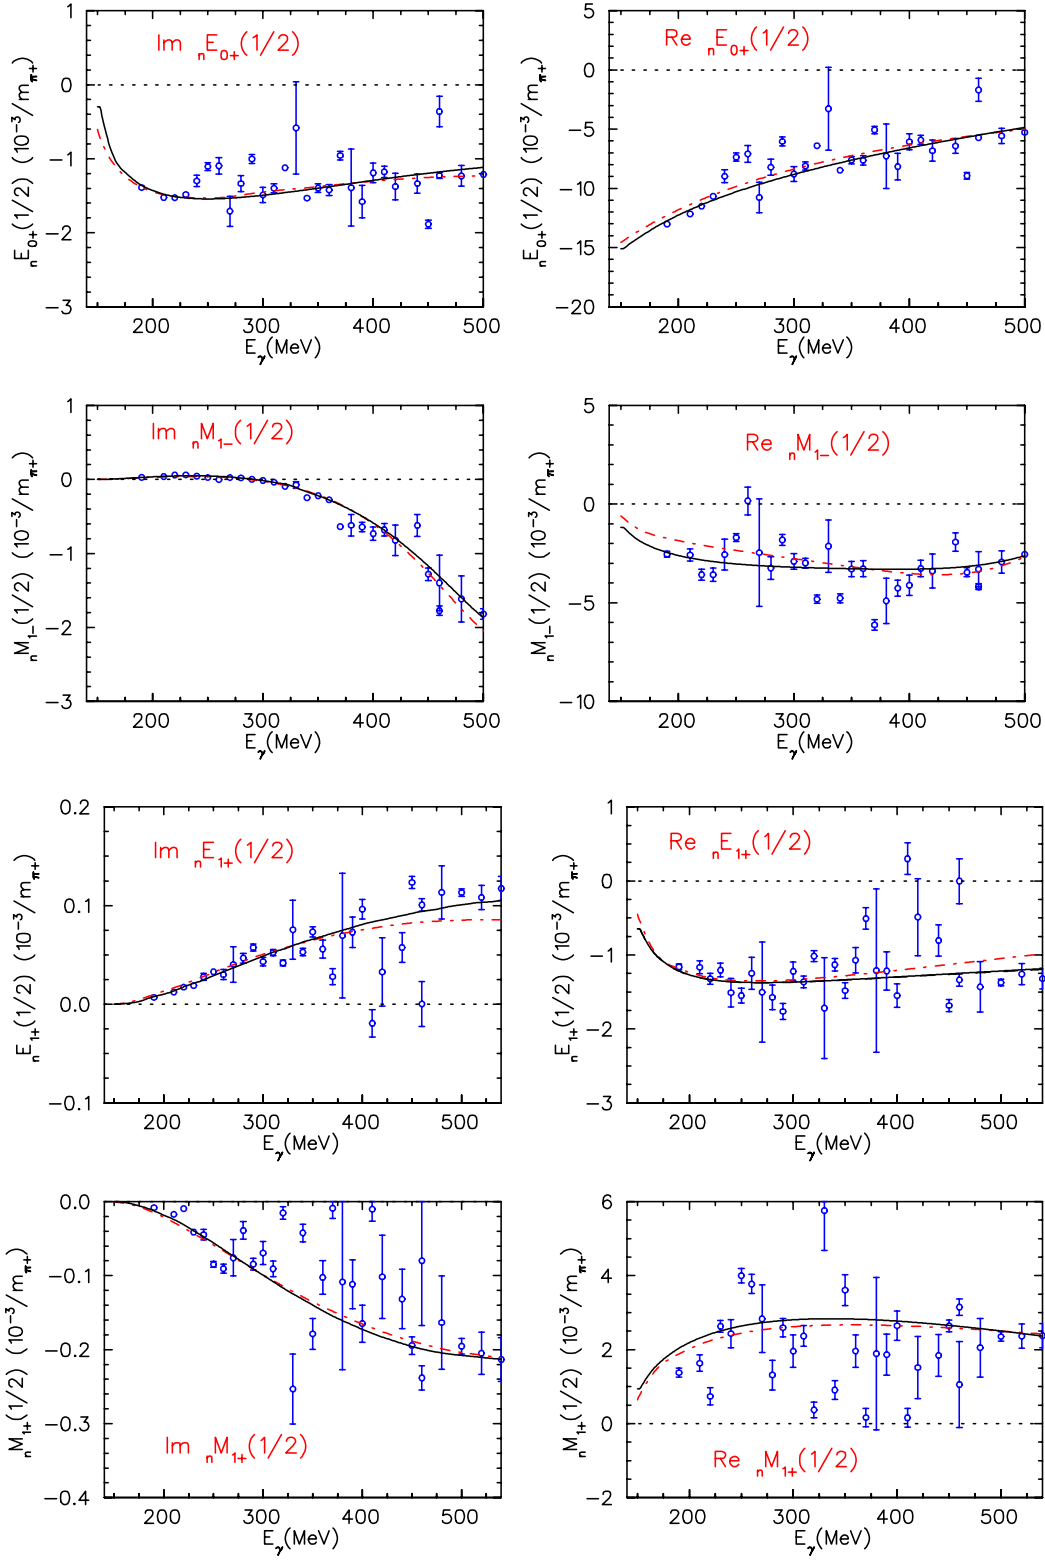 Im nE0+(1/2)
nE0+(1/2) (10−3/mπ+)
1
0
−1
−2
−3
200 300 400 500
Eγ(MeV)
Re nE0+(1/2)
nE0+(1/2) (10−3/mπ+)
5
0
−5
−10
−15
−20
200 300 400 500
Eγ(MeV)
Im nM1−(1/2)
nM1−(1/2) (10−3/mπ+)
1
0
−1
−2
−3
200 300 400 500
Eγ(MeV)
Re nM1−(1/2)
nM1−(1/2) (10−3/mπ+)
5
0
−5
−10
200 300 400 500
Eγ(MeV)
Im nE1+(1/2)
nE1+(1/2) (10−3/mπ+)
0.2
0.1
0.0
−0.1
200 300 400 500
Eγ(MeV)
Re nE1+(1/2)
nE1+(1/2) (10−3/mπ+)
1
0
−1
−2
−3
200 300 400 500
Eγ(MeV)
Im nM1+(1/2)
nM1+(1/2) (10−3/mπ+)
0.0
−0.1
−0.2
−0.3
−0.4
200 300 400 500
Eγ(MeV)
Re nM1+(1/2)
nM1+(1/2) (10−3/mπ+)
6
4
2
0
−2
200 300 400 500
Eγ(MeV)